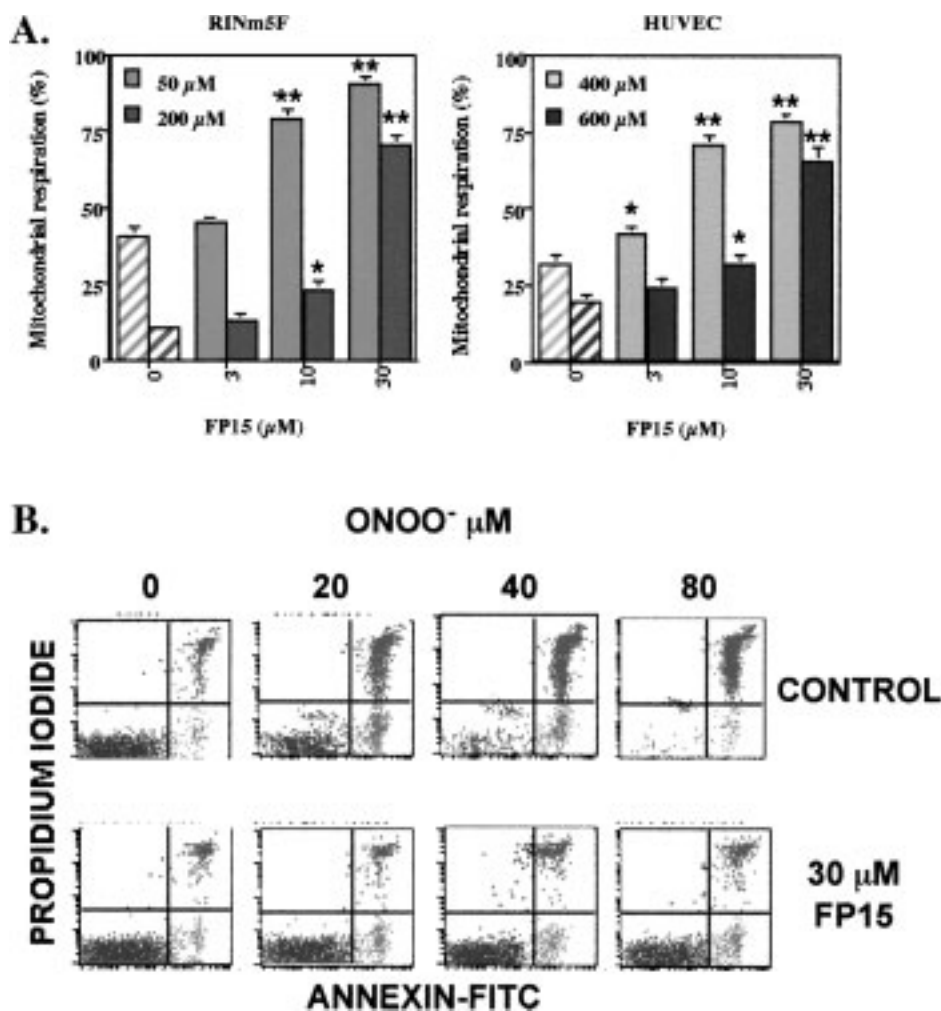 A.
RINm5F
HUVEC
Mitochondrial respiration (%)
100
75
50
25
0
50 µM
200 µM
**
**
*
**
0
3
10
30
FP15 (µM)
Mitochondrial respiration (%)
100
75
50
25
0
400 µM
600 µM
*
**
*
**
**
0
3
10
30
FP15 (µM)
B.
ONOO⁻ µM
0 20 40 80
PROPIDIUM IODIDE
CONTROL
30 µM
FP15
ANNEXIN-FITC